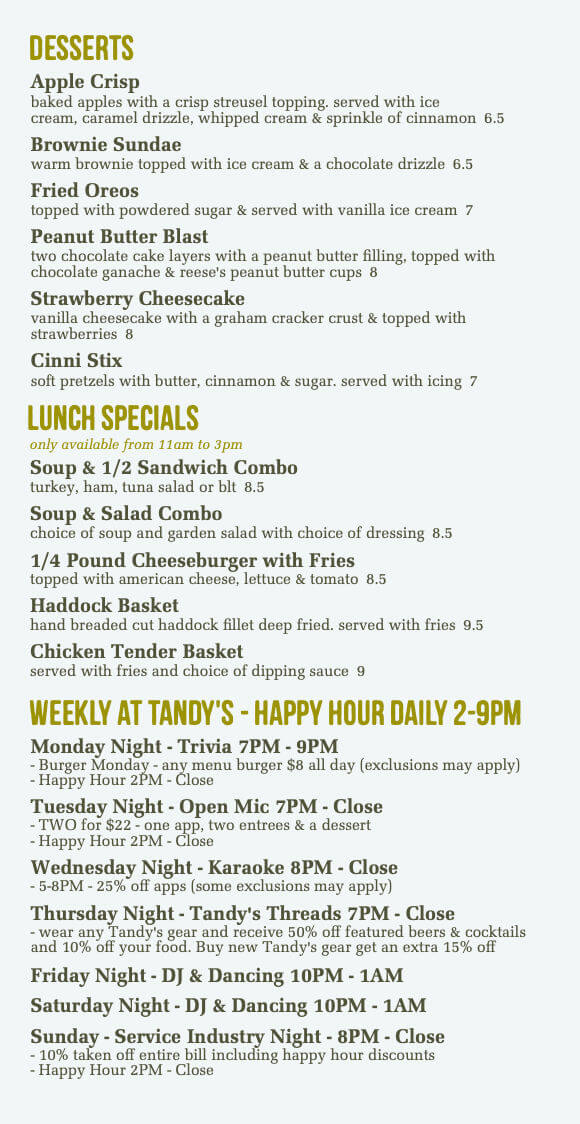 DESSERTS
Apple Crisp
baked apples with a crisp streusel topping. served with ice
cream, caramel drizzle, whipped cream & sprinkle of cinnamon 6.5
Brownie Sundae
warm brownie topped with ice cream & a chocolate drizzle 6.5
Fried Oreos
topped with powdered sugar & served with vanilla ice cream 7
Peanut Butter Blast
two chocolate cake layers with a peanut butter filling, topped with
chocolate ganache & reese's peanut butter cups 8
Strawberry Cheesecake
vanilla cheesecake with a graham cracker crust & topped with
strawberries 8
Cinni Stix
soft pretzels with butter, cinnamon & sugar. served with icing 7
LUNCH SPECIALS
only available from 11am to 3pm
Soup & 1/2 Sandwich Combo
turkey, ham, tuna salad or blt 8.5
Soup & Salad Combo
choice of soup and garden salad with choice of dressing 8.5
1/4 Pound Cheeseburger with Fries
topped with american cheese, lettuce & tomato 8.5
Haddock Basket
hand breaded cut haddock fillet deep fried. served with fries 9.5
Chicken Tender Basket
served with fries and choice of dipping sauce 9
WEEKLY AT TANDY'S - HAPPY HOUR DAILY 2-9PM
Monday Night - Trivia 7PM - 9PM
- Burger Monday - any menu burger $8 all day (exclusions may apply)
- Happy Hour 2PM - Close
Tuesday Night - Open Mic 7PM - Close
- TWO for $22 - one app, two entrees & a dessert
- Happy Hour 2PM - Close
Wednesday Night - Karaoke 8PM - Close
- 5-8PM - 25% off apps (some exclusions may apply)
Thursday Night - Tandy's Threads 7PM - Close
- wear any Tandy's gear and receive 50% off featured beers & cocktails
and 10% off your food. Buy new Tandy's gear get an extra 15% off
Friday Night - DJ & Dancing 10PM - 1AM
Saturday Night - DJ & Dancing 10PM - 1AM
Sunday - Service Industry Night - 8PM - Close
- 10% taken off entire bill including happy hour discounts
- Happy Hour 2PM - Close